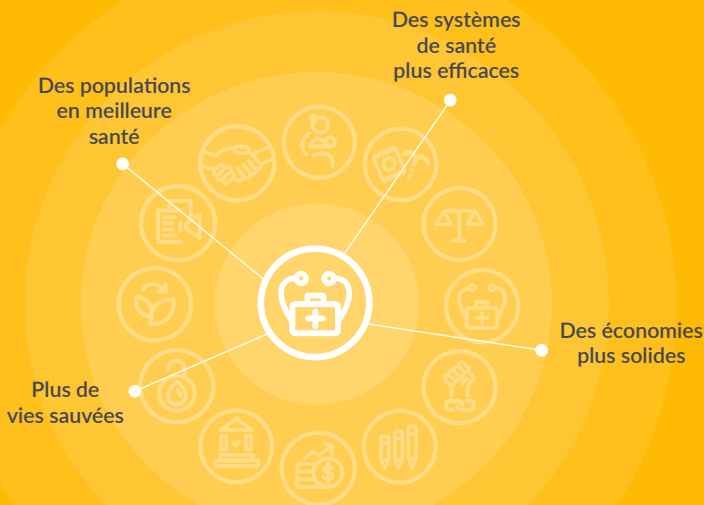 Des systèmes
de santé
plus efficaces
Des populations
en meilleure
santé
Des économies
plus solides
Plus de
vies sauvées